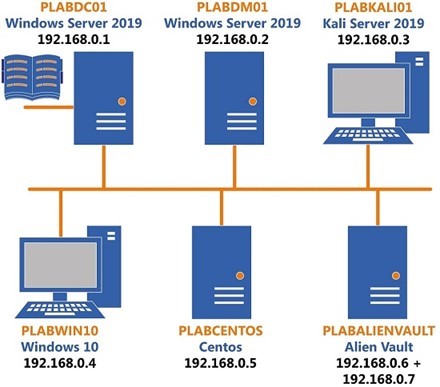 PLABDC01
Windows Server 2019
192.168.0.1
PLABDM01
Windows Server 2019
192.168.0.2
PLABKALI01
Kali Server 2019
192.168.0.3
PLABWIN10
Windows 10
192.168.0.4
PLABCENTOS
Centos
192.168.0.5
PLABALIENVAULT
Alien Vault
192.168.0.6 +
192.168.0.7